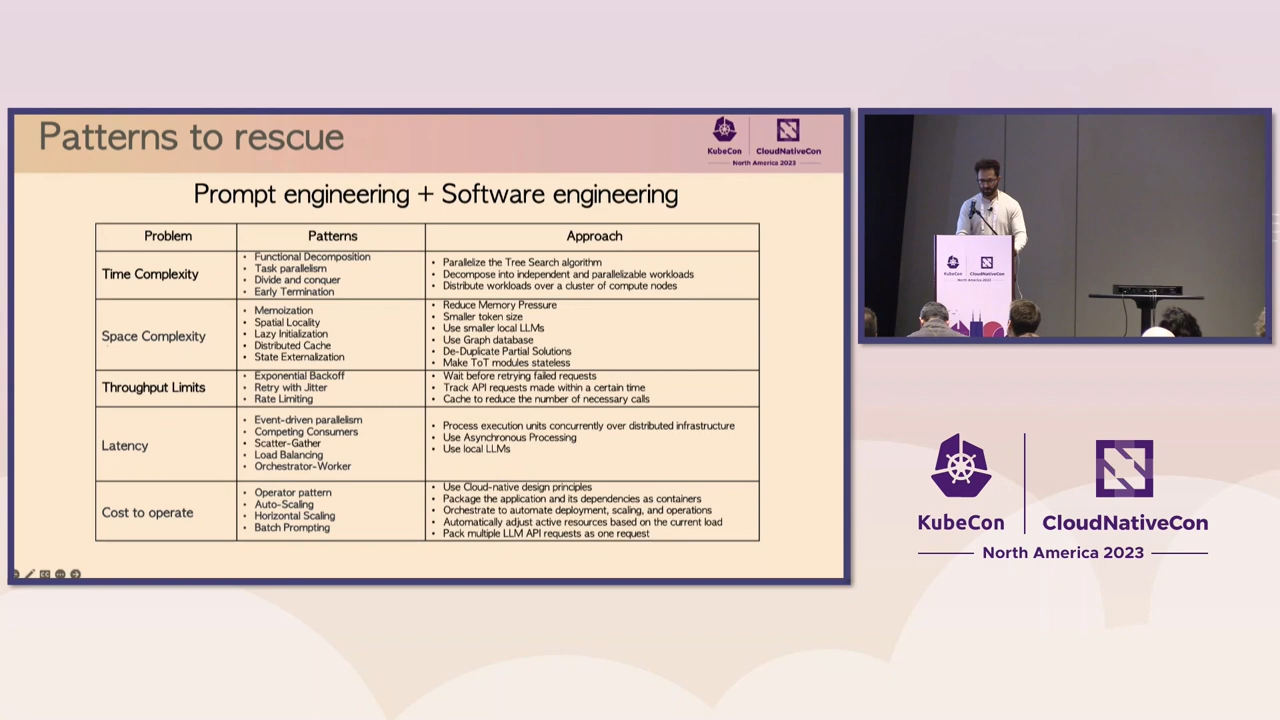 Patterns to rescue
KubeCon
CloudNativeCon
North America 2023
Prompt engineering + Software engineering
Problem
Patterns
Approach
Time Complexity
• Functional Decomposition
• Task parallelism
• Divide and conquer
• Early Termination
• Parallelize the Tree Search algorithm
• Decompose into independent and parallelizable workloads
• Distribute workloads over a cluster of compute nodes
Space Complexity
• Memoization
• Spatial Locality
• Lazy Initialization
• Distributed Cache
• State Externalization
• Reduce Memory Pressure
• Smaller token size
• Use smaller local LLMs
• Use Graph database
• De-Duplicate Partial Solutions
• Make ToT modules stateless
Throughput Limits
• Exponential Backoff
• Retry with Jitter
• Rate Limiting
• Wait before retrying failed requests
• Track API requests made within a certain time
• Cache to reduce the number of necessary calls
Latency
• Event-driven parallelism
• Competing Consumers
• Scatter-Gather
• Load Balancing
• Orchestrator-Worker
• Process execution units concurrently over distributed infrastructure
• Use Asynchronous Processing
• Use local LLMs
Cost to operate
• Operator pattern
• Auto-Scaling
• Horizontal Scaling
• Batch Prompting
• Use Cloud-native design principles
• Package the application and its dependencies as containers
• Orchestrate to automate deployment, scaling, and operations
• Automatically adjust active resources based on the current load
• Pack multiple LLM API requests as one request
KubeCon
CloudNativeCon
North America 2023
KubeCon
CloudNativeCon
North America 2023